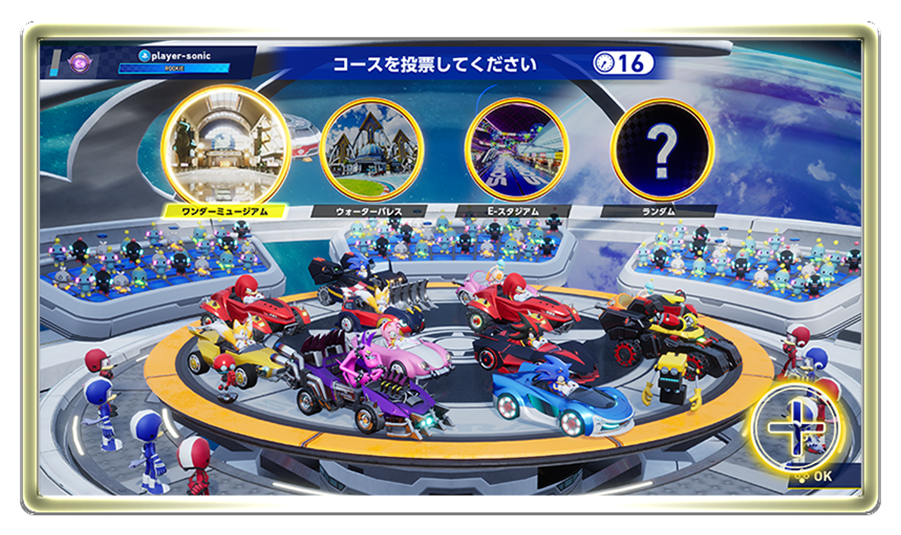 player-sonic
ROOKIE
コースを投票してください
16
ワンダーミュージアム
ウォーターパレス
E-スタジアム
ランダム
?
OK